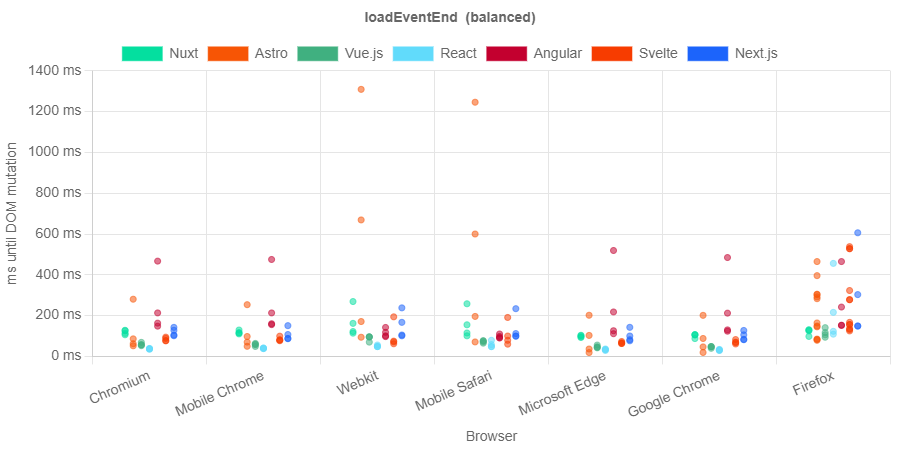 loadEventEnd (balanced)
Nuxt Astro Vue.js React Angular Svelte Next.js
1400 ms
1200 ms
1000 ms
800 ms
600 ms
400 ms
200 ms
0 ms
ms until DOM mutation
Chromium Mobile Chrome Webkit Mobile Safari Microsoft Edge Google Chrome Firefox
Browser